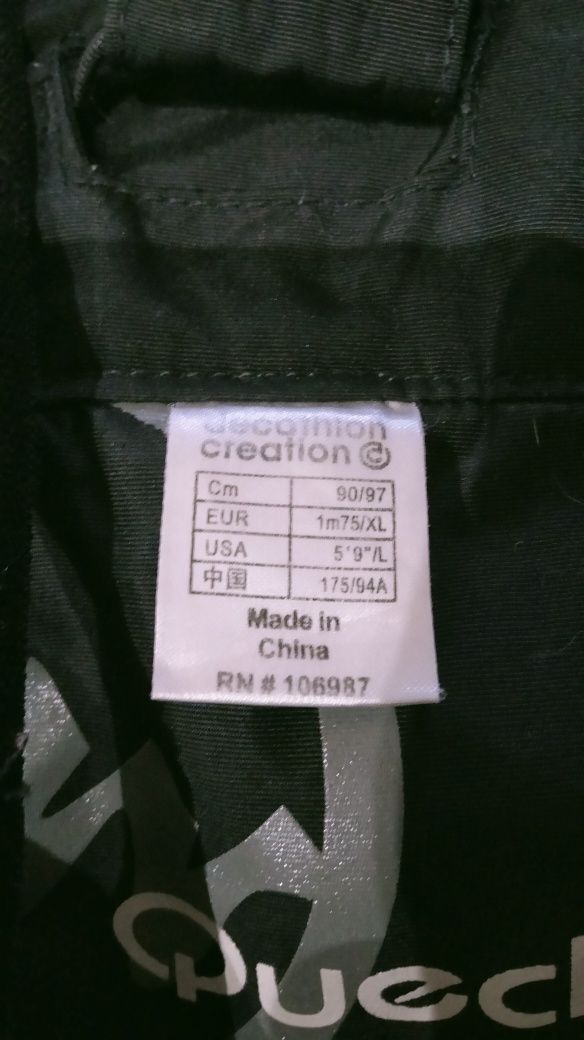 decathlon
creation
Cm 90/97
EUR 1m75/XL
USA 5'9"/L
中国 175/94A
Made in
China
RN # 106987
Quech